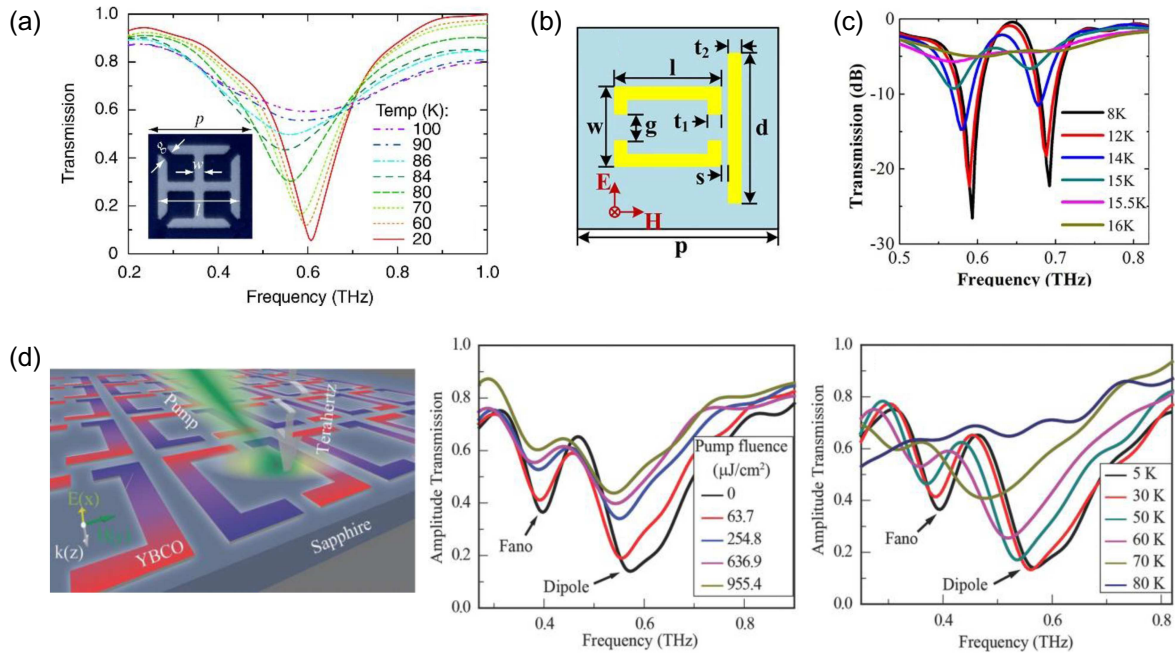 (a)
Transmission
1.0
0.8
0.6
0.4
0.2
0
p
g
w
l
Temp (K):
100
90
86
84
80
70
60
20
0.2
0.4
0.6
0.8
1.0
Frequency (THz)
(b)
t2
l
w
g
t1
d
s
E
H
p
(c)
Transmission (dB)
0
-10
-20
-30
8K
12K
14K
15K
15.5K
16K
0.5
0.6
0.7
0.8
Frequency (THz)
(d)
Pump
Terahertz
E(x)
k(z)
YBCO
Sapphire
Amplitude Transmission
1.0
0.8
0.6
0.4
0.2
0.0
Fano
Dipole
Pump fluence
(μJ/cm²)
0
63.7
254.8
636.9
955.4
0.4
0.6
0.8
Frequency (THz)
Amplitude Transmission
1.0
0.8
0.6
0.4
0.2
0.0
Fano
Dipole
5 K
30 K
50 K
60 K
70 K
80 K
0.4
0.6
0.8
Frequency (THz)